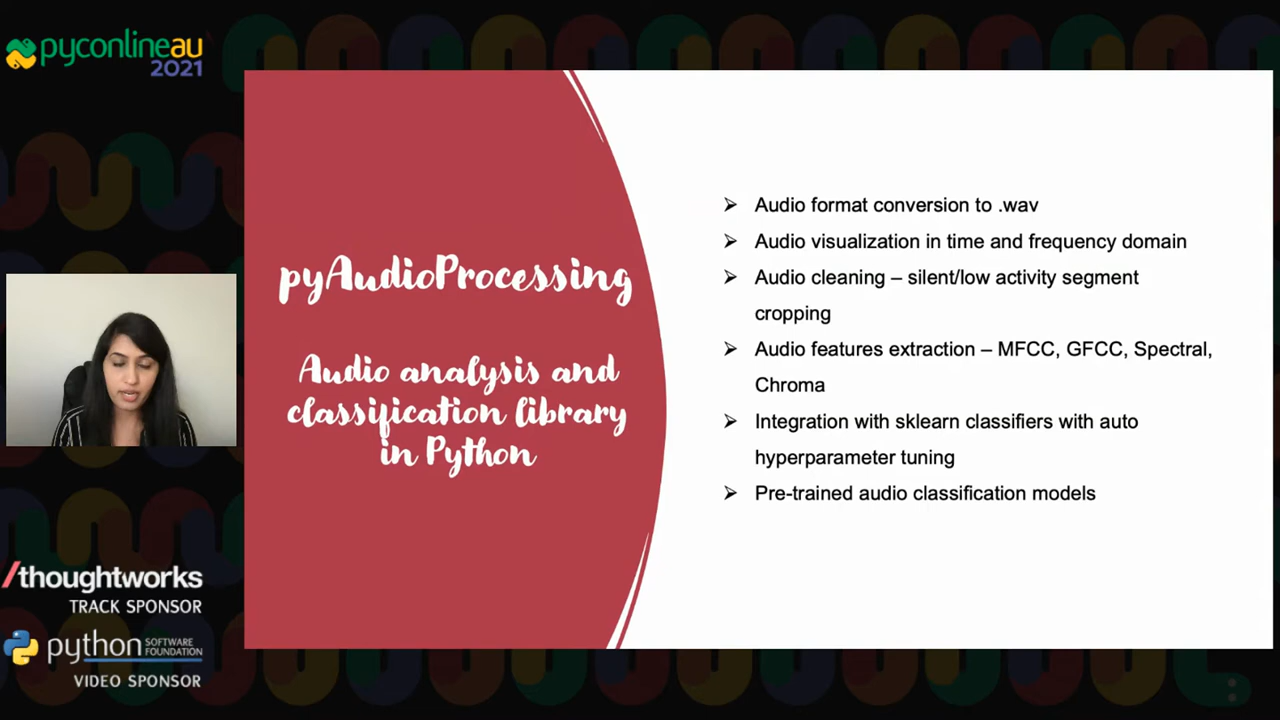 pyconlineau
2021
pyAudioProcessing
Audio analysis and
classification library
in Python
➢ Audio format conversion to .wav
➢ Audio visualization in time and frequency domain
➢ Audio cleaning – silent/low activity segment
cropping
➢ Audio features extraction – MFCC, GFCC, Spectral,
Chroma
➢ Integration with sklearn classifiers with auto
hyperparameter tuning
➢ Pre-trained audio classification models
/thoughtworks
TRACK SPONSOR
python SOFTWARE
FOUNDATION
VIDEO SPONSOR